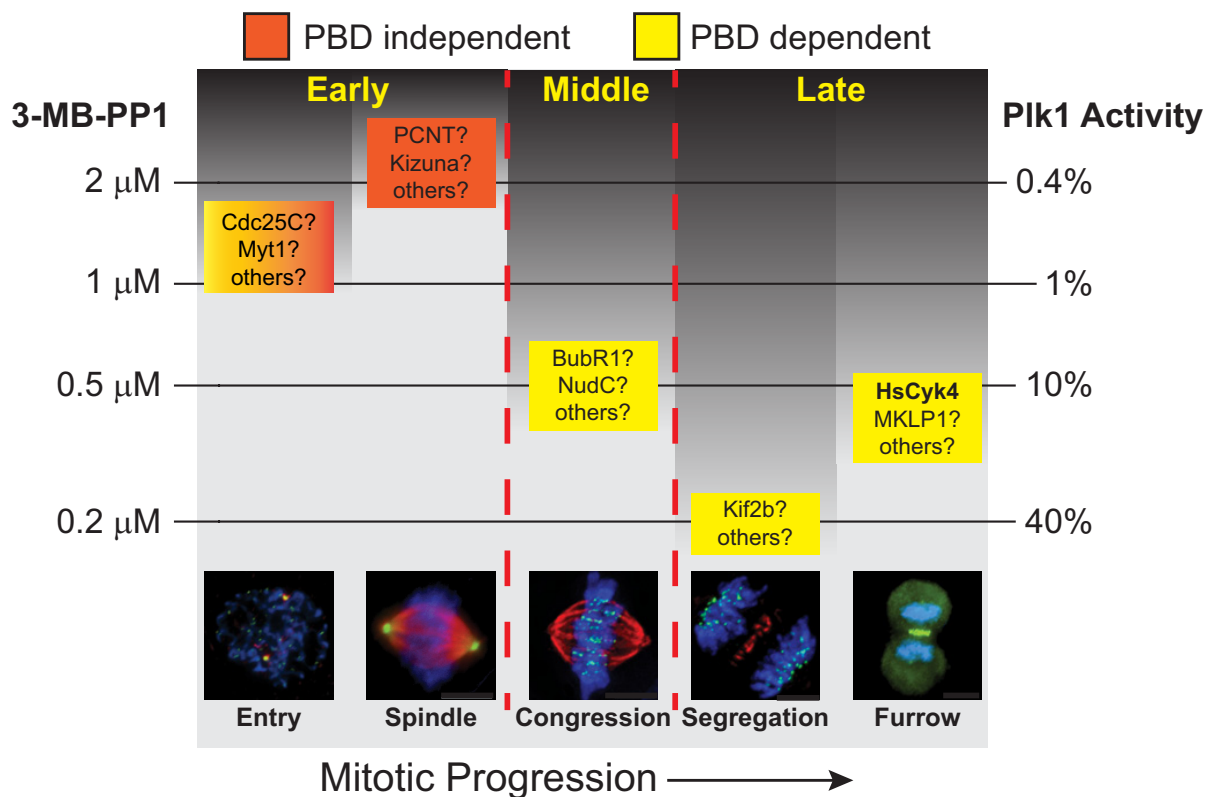 PBD independent
PBD dependent
Early
Middle
Late
3-MB-PP1
Plk1 Activity
PCNT?
Kizuna?
others?
2 μM
0.4%
Cdc25C?
Myt1?
others?
1 μM
1%
BubR1?
NudC?
others?
0.5 μM
10%
HsCyk4
MKLP1?
others?
Kif2b?
others?
0.2 μM
40%
Entry
Spindle
Congression
Segregation
Furrow
Mitotic Progression